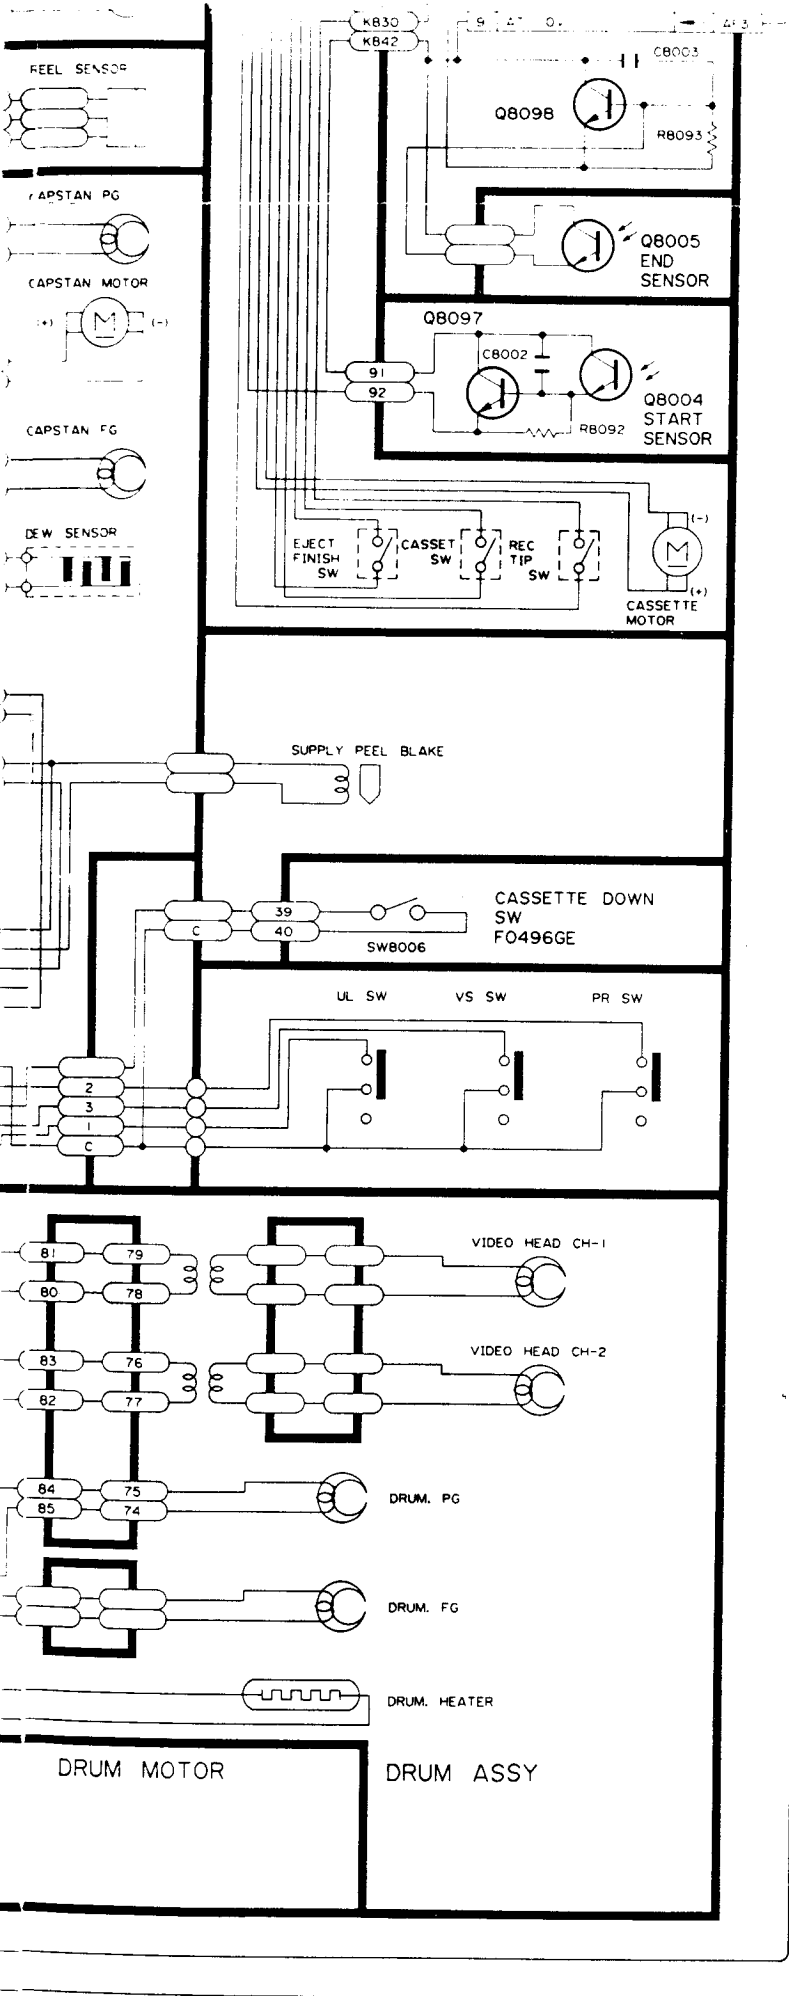 K830
K842
9
C8003
REEL SENSOR
Q8098
R8093
CAPSTAN PG
Q8005
END
SENSOR
CAPSTAN MOTOR
(+) M (-)
Q8097
C8002
91
92
Q8004
START
SENSOR
R8092
CAPSTAN FG
DEW SENSOR
EJECT
FINISH
SW
CASSET
SW
REC
TIP
SW
(-)
M
(+)
CASSETTE
MOTOR
SUPPLY PEEL BLAKE
39
C 40
SW8006
CASSETTE DOWN
SW
F0496GE
UL SW VS SW PR SW
2
3
1
C
81 79
80 78
VIDEO HEAD CH-1
83 76
82 77
VIDEO HEAD CH-2
84 75
85 74
DRUM. PG
DRUM. FG
DRUM. HEATER
DRUM MOTOR
DRUM ASSY